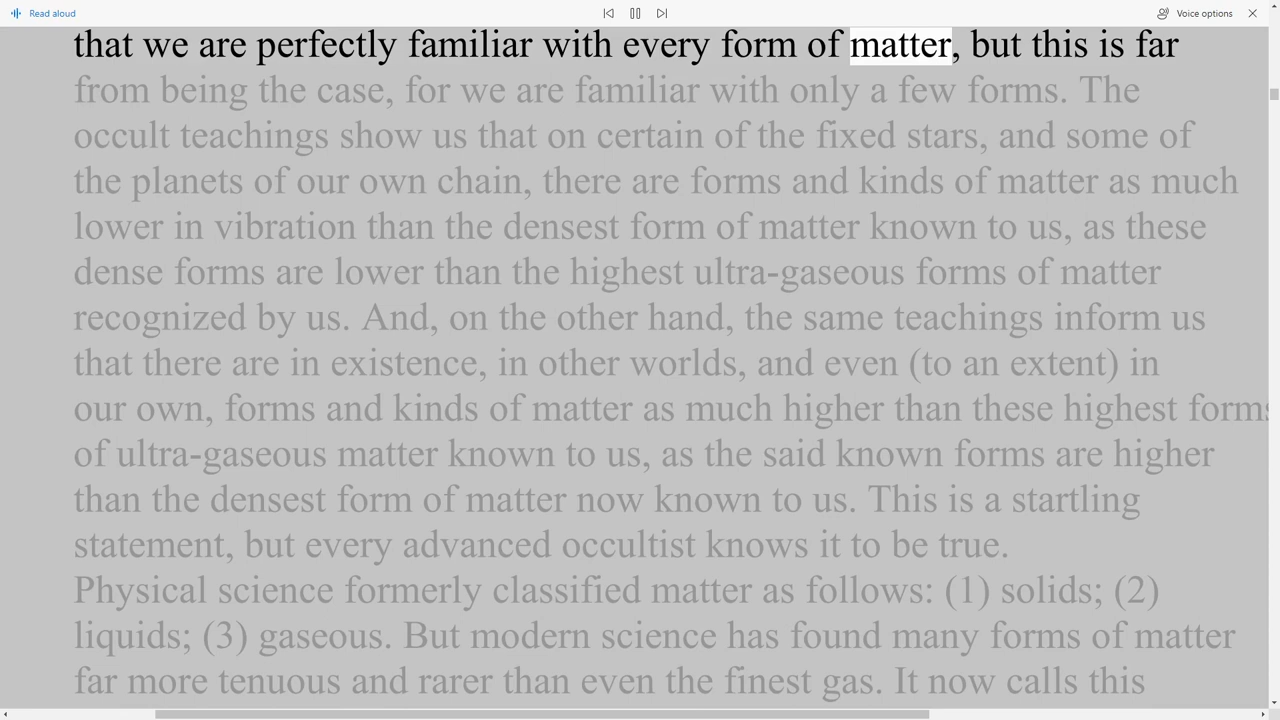 Read aloud
Voice options
that we are perfectly familiar with every form of matter, but this is far
from being the case, for we are familiar with only a few forms. The
occult teachings show us that on certain of the fixed stars, and some of
the planets of our own chain, there are forms and kinds of matter as much
lower in vibration than the densest form of matter known to us, as these
dense forms are lower than the highest ultra-gaseous forms of matter
recognized by us. And, on the other hand, the same teachings inform us
that there are in existence, in other worlds, and even (to an extent) in
our own, forms and kinds of matter as much higher than these highest forms
of ultra-gaseous matter known to us, as the said known forms are higher
than the densest form of matter now known to us. This is a startling
statement, but every advanced occultist knows it to be true.
Physical science formerly classified matter as follows: (1) solids; (2)
liquids; (3) gaseous. But modern science has found many forms of matter
far more tenuous and rarer than even the finest gas. It now calls this